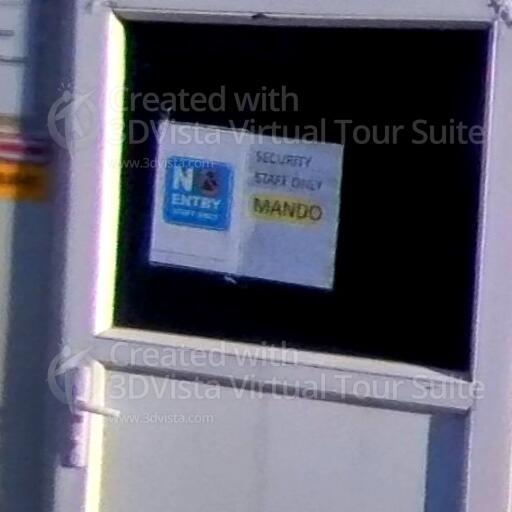 Created with
3DVista Virtual Tour Suite
www.3dvista.com
NO
ENTRY
STAFF ONLY
SECURITY
STAFF ONLY
MANDO
Created with
3DVista Virtual Tour Suite
www.3dvista.com